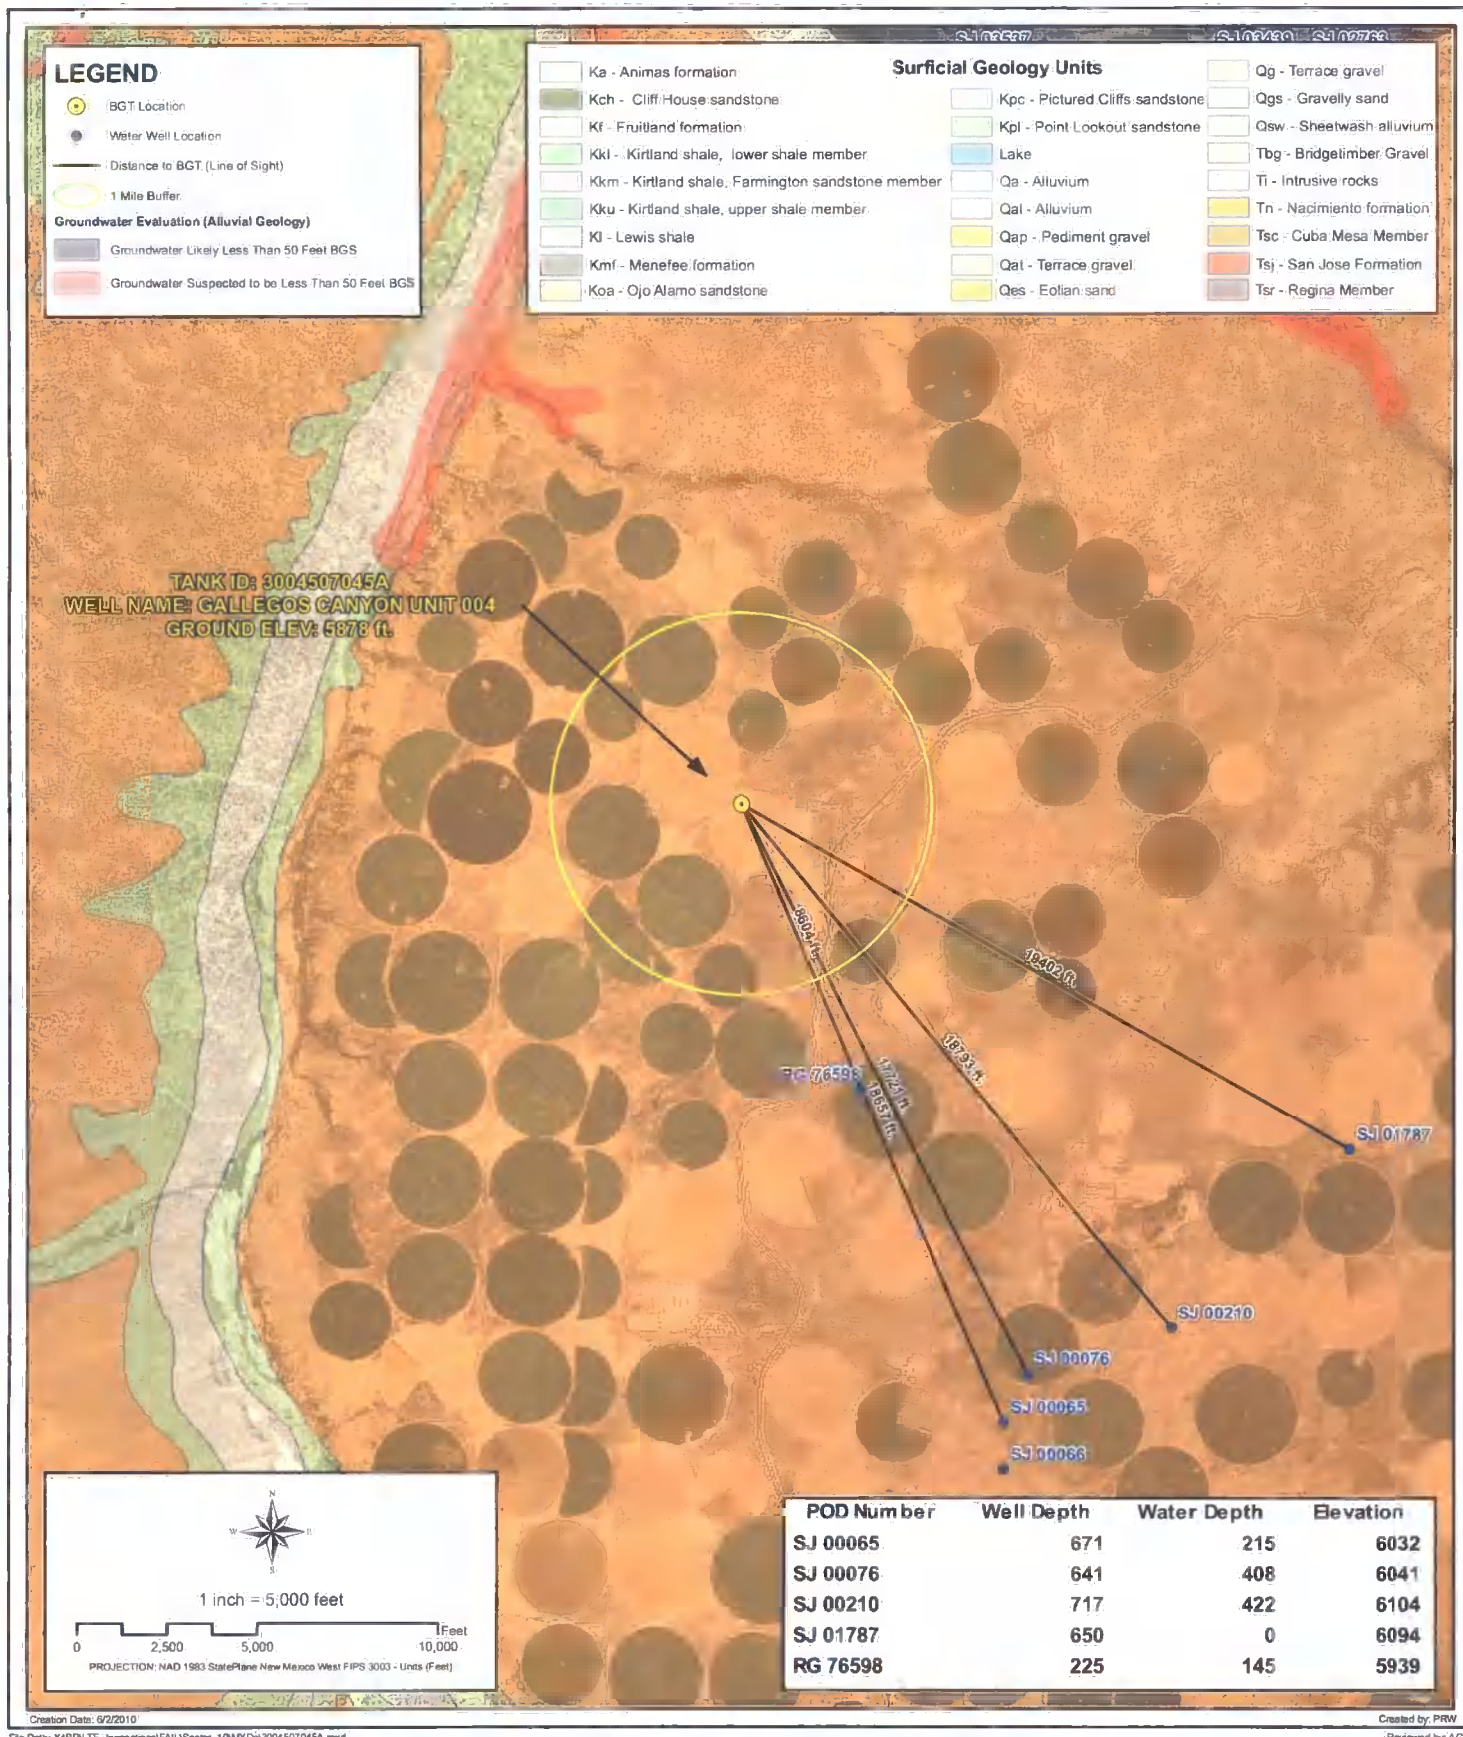 SJ 03537
SJ 03439
SJ 02763
LEGEND
BGT Location
Water Well Location
Distance to BGT (Line of Sight)
1 Mile Buffer
Groundwater Evaluation (Alluvial Geology)
Groundwater Likely Less Than 50 Feet BGS
Groundwater Suspected to be Less Than 50 Feet BGS
Surficial Geology Units
Ka - Animas formation
Kch - Cliff House sandstone
Kf - Fruitland formation
Kkl - Kirtland shale, lower shale member
Kkm - Kirtland shale, Farmington sandstone member
Kku - Kirtland shale, upper shale member
Kl - Lewis shale
Kmf - Menefee formation
Koa - Ojo Alamo sandstone
Kpc - Pictured Cliffs sandstone
Kpl - Point Lookout sandstone
Lake
Qa - Alluvium
Qal - Alluvium
Qap - Pediment gravel
Qat - Terrace gravel
Qes - Eolian sand
Qg - Terrace gravel
Qgs - Gravelly sand
Qsw - Sheetwash alluvium
Tbg - Bridgetimber Gravel
Ti - Intrusive rocks
Tn - Nacimiento formation
Tsc - Cuba Mesa Member
Tsj - San Jose Formation
Tsr - Regina Member
TANK ID: 3004507045A
WELL NAME: GALLEGOS CANYON UNIT 004
GROUND ELEV: 5878 ft.
8604 ft.
19402 ft.
18793 ft.
17721 ft
18657 ft.
RG 76598
SJ 01787
SJ 00210
SJ 00076
SJ 00065
SJ 00066
N
W
E
S
1 inch = 5,000 feet
Feet
0 2,500 5,000 10,000
PROJECTION: NAD 1983 StatePlane New Mexico West FIPS 3003 - Units (Feet)
POD Number Well Depth Water Depth Elevation
SJ 00065 671 215 6032
SJ 00076 641 408 6041
SJ 00210 717 422 6104
SJ 01787 650 0 6094
RG 76598 225 145 5939
Creation Date: 6/2/2010
Created by: PRW